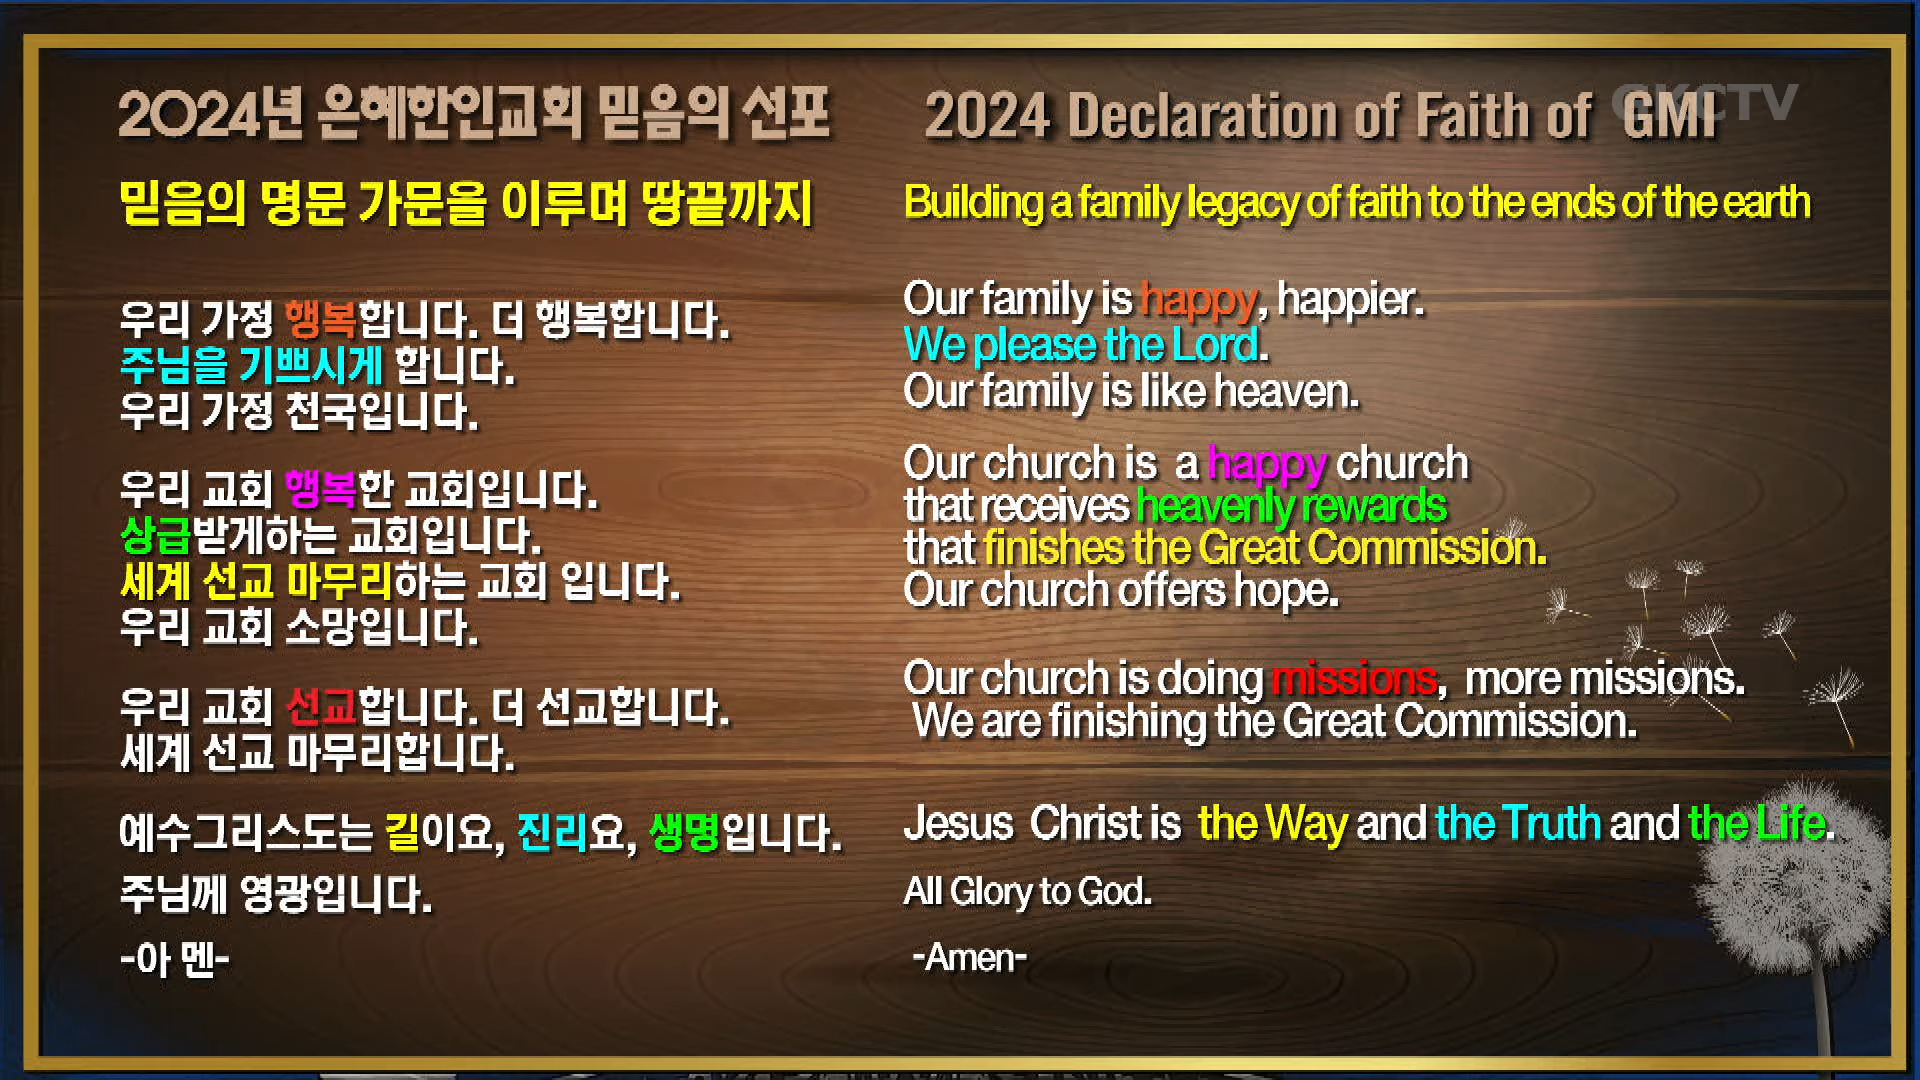 2024년 은혜한인교회 믿음의 선포
믿음의 명문 가문을 이루며 땅끝까지
우리 가정 행복합니다. 더 행복합니다.
주님을 기쁘시게 합니다.
우리 가정 천국입니다.
우리 교회 행복한 교회입니다.
상급받게하는 교회입니다.
세계 선교 마무리하는 교회 입니다.
우리 교회 소망입니다.
우리 교회 선교합니다. 더 선교합니다.
세계 선교 마무리합니다.
예수그리스도는 길이요, 진리요, 생명입니다.
주님께 영광입니다.
-아 멘-
2024 Declaration of Faith of GMI
GKCTV
Building a family legacy of faith to the ends of the earth
Our family is happy, happier.
We please the Lord.
Our family is like heaven.
Our church is a happy church
that receives heavenly rewards
that finishes the Great Commission.
Our church offers hope.
Our church is doing missions, more missions.
We are finishing the Great Commission.
Jesus Christ is the Way and the Truth and the Life.
All Glory to God.
-Amen-